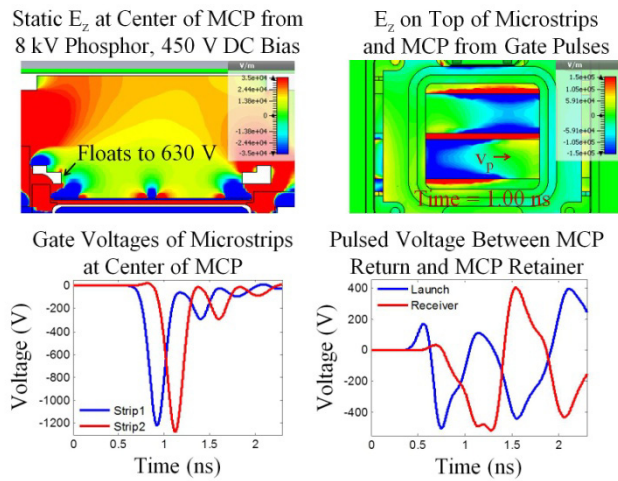 Static E_z at Center of MCP from
8 kV Phosphor, 450 V DC Bias
V/m
3.5e+04
2.44e+04
1.38e+04
0
-1.38e+04
-2.44e+04
-3.5e+04
Floats to 630 V
E_z on Top of Microstrips
and MCP from Gate Pulses
V/m
1.5e+05
1.05e+05
5.91e+04
0
-5.91e+04
-1.05e+05
-1.5e+05
v_p
Time = 1.00 ns
Gate Voltages of Microstrips
at Center of MCP
Voltage (V)
0
-200
-400
-600
-800
-1000
-1200
Strip1
Strip2
0 0.5 1 1.5 2
Time (ns)
Pulsed Voltage Between MCP
Return and MCP Retainer
Voltage (V)
400
200
0
-200
-400
Launch
Receiver
0 0.5 1 1.5 2
Time (ns)